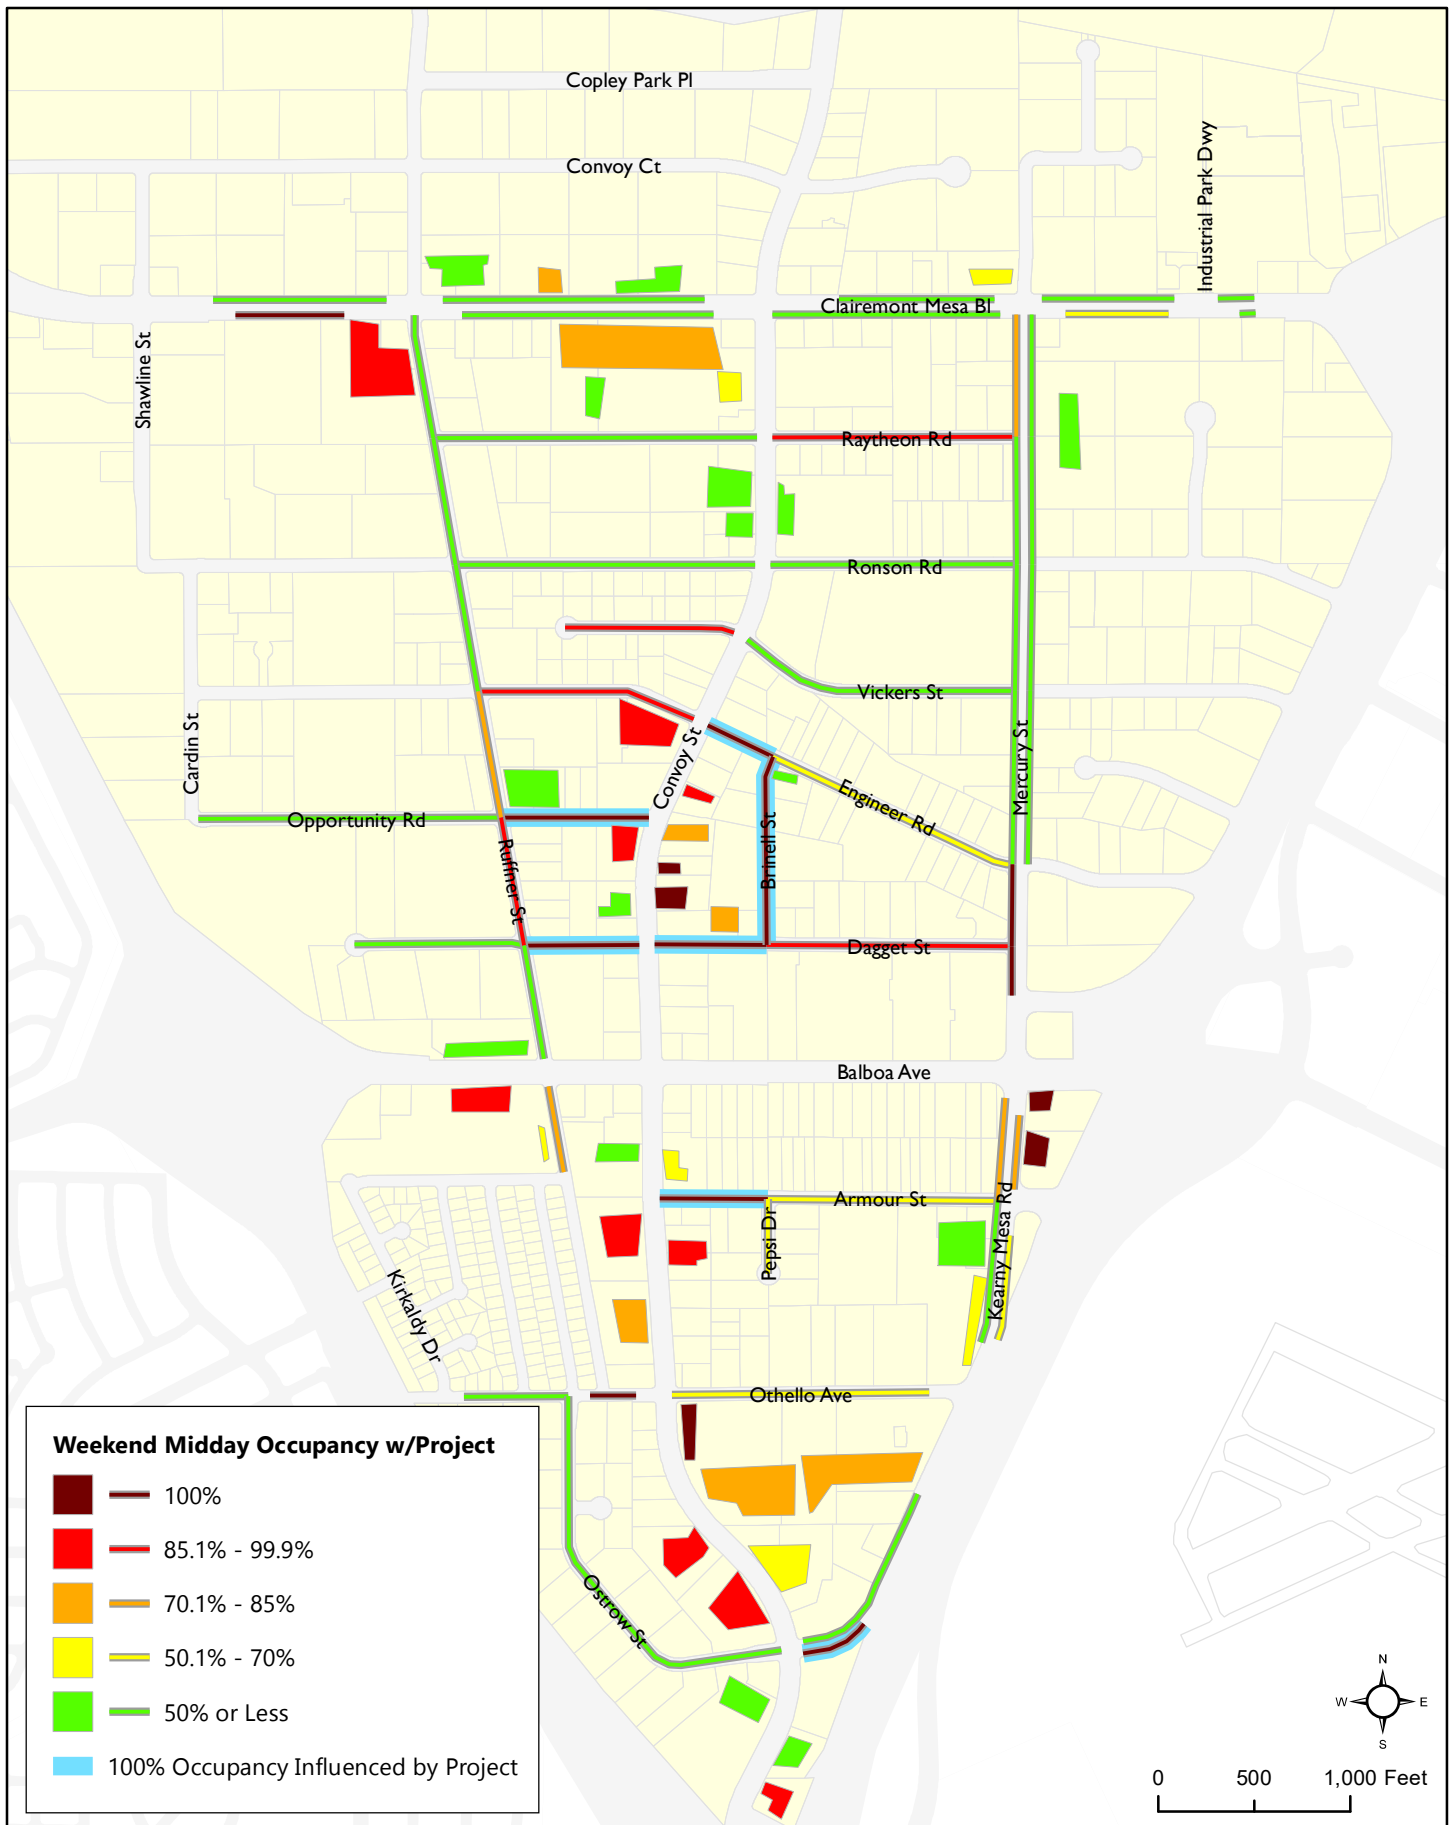 Copley Park Pl
Convoy Ct
Industrial Park Dwy
Clairemont Mesa Bl
Shawline St
Raytheon Rd
Ronson Rd
Vickers St
Cardin St
Convoy St
Mercury St
Engineer Rd
Opportunity Rd
Brinell St
Ruffner St
Dagget St
Balboa Ave
Armour St
Kearny Mesa Rd
Pepsi Dr
Kirkaldy Dr
Othello Ave
Ostrow St
Weekend Midday Occupancy w/Project
100%
85.1% - 99.9%
70.1% - 85%
50.1% - 70%
50% or Less
100% Occupancy Influenced by Project
N
W E
S
0 500 1,000 Feet